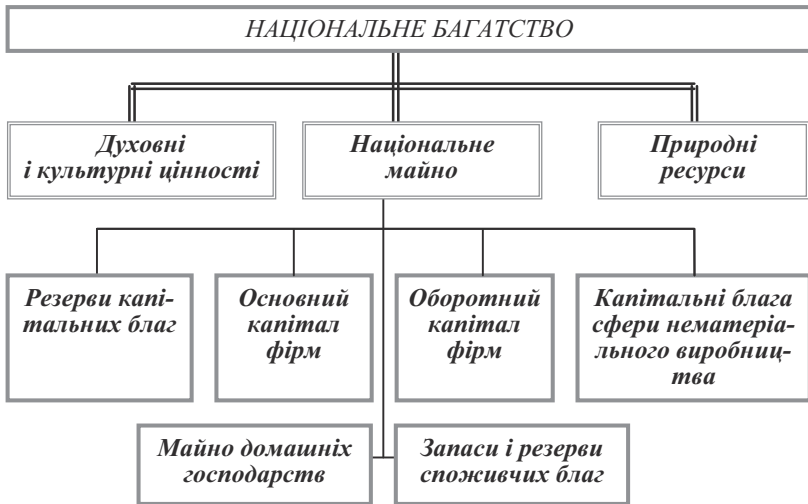 НАЦІОНАЛЬНЕ БАГАТСТВО
Духовні
і культурні цінності
Національне
майно
Природні
ресурси
Резерви капі-
тальних благ
Основний
капітал
фірм
Оборотний
капітал
фірм
Капітальні блага
сфери нематеріа-
льного виробниц-
тва
Майно домашніх
господарств
Запаси і резерви
споживчих благ